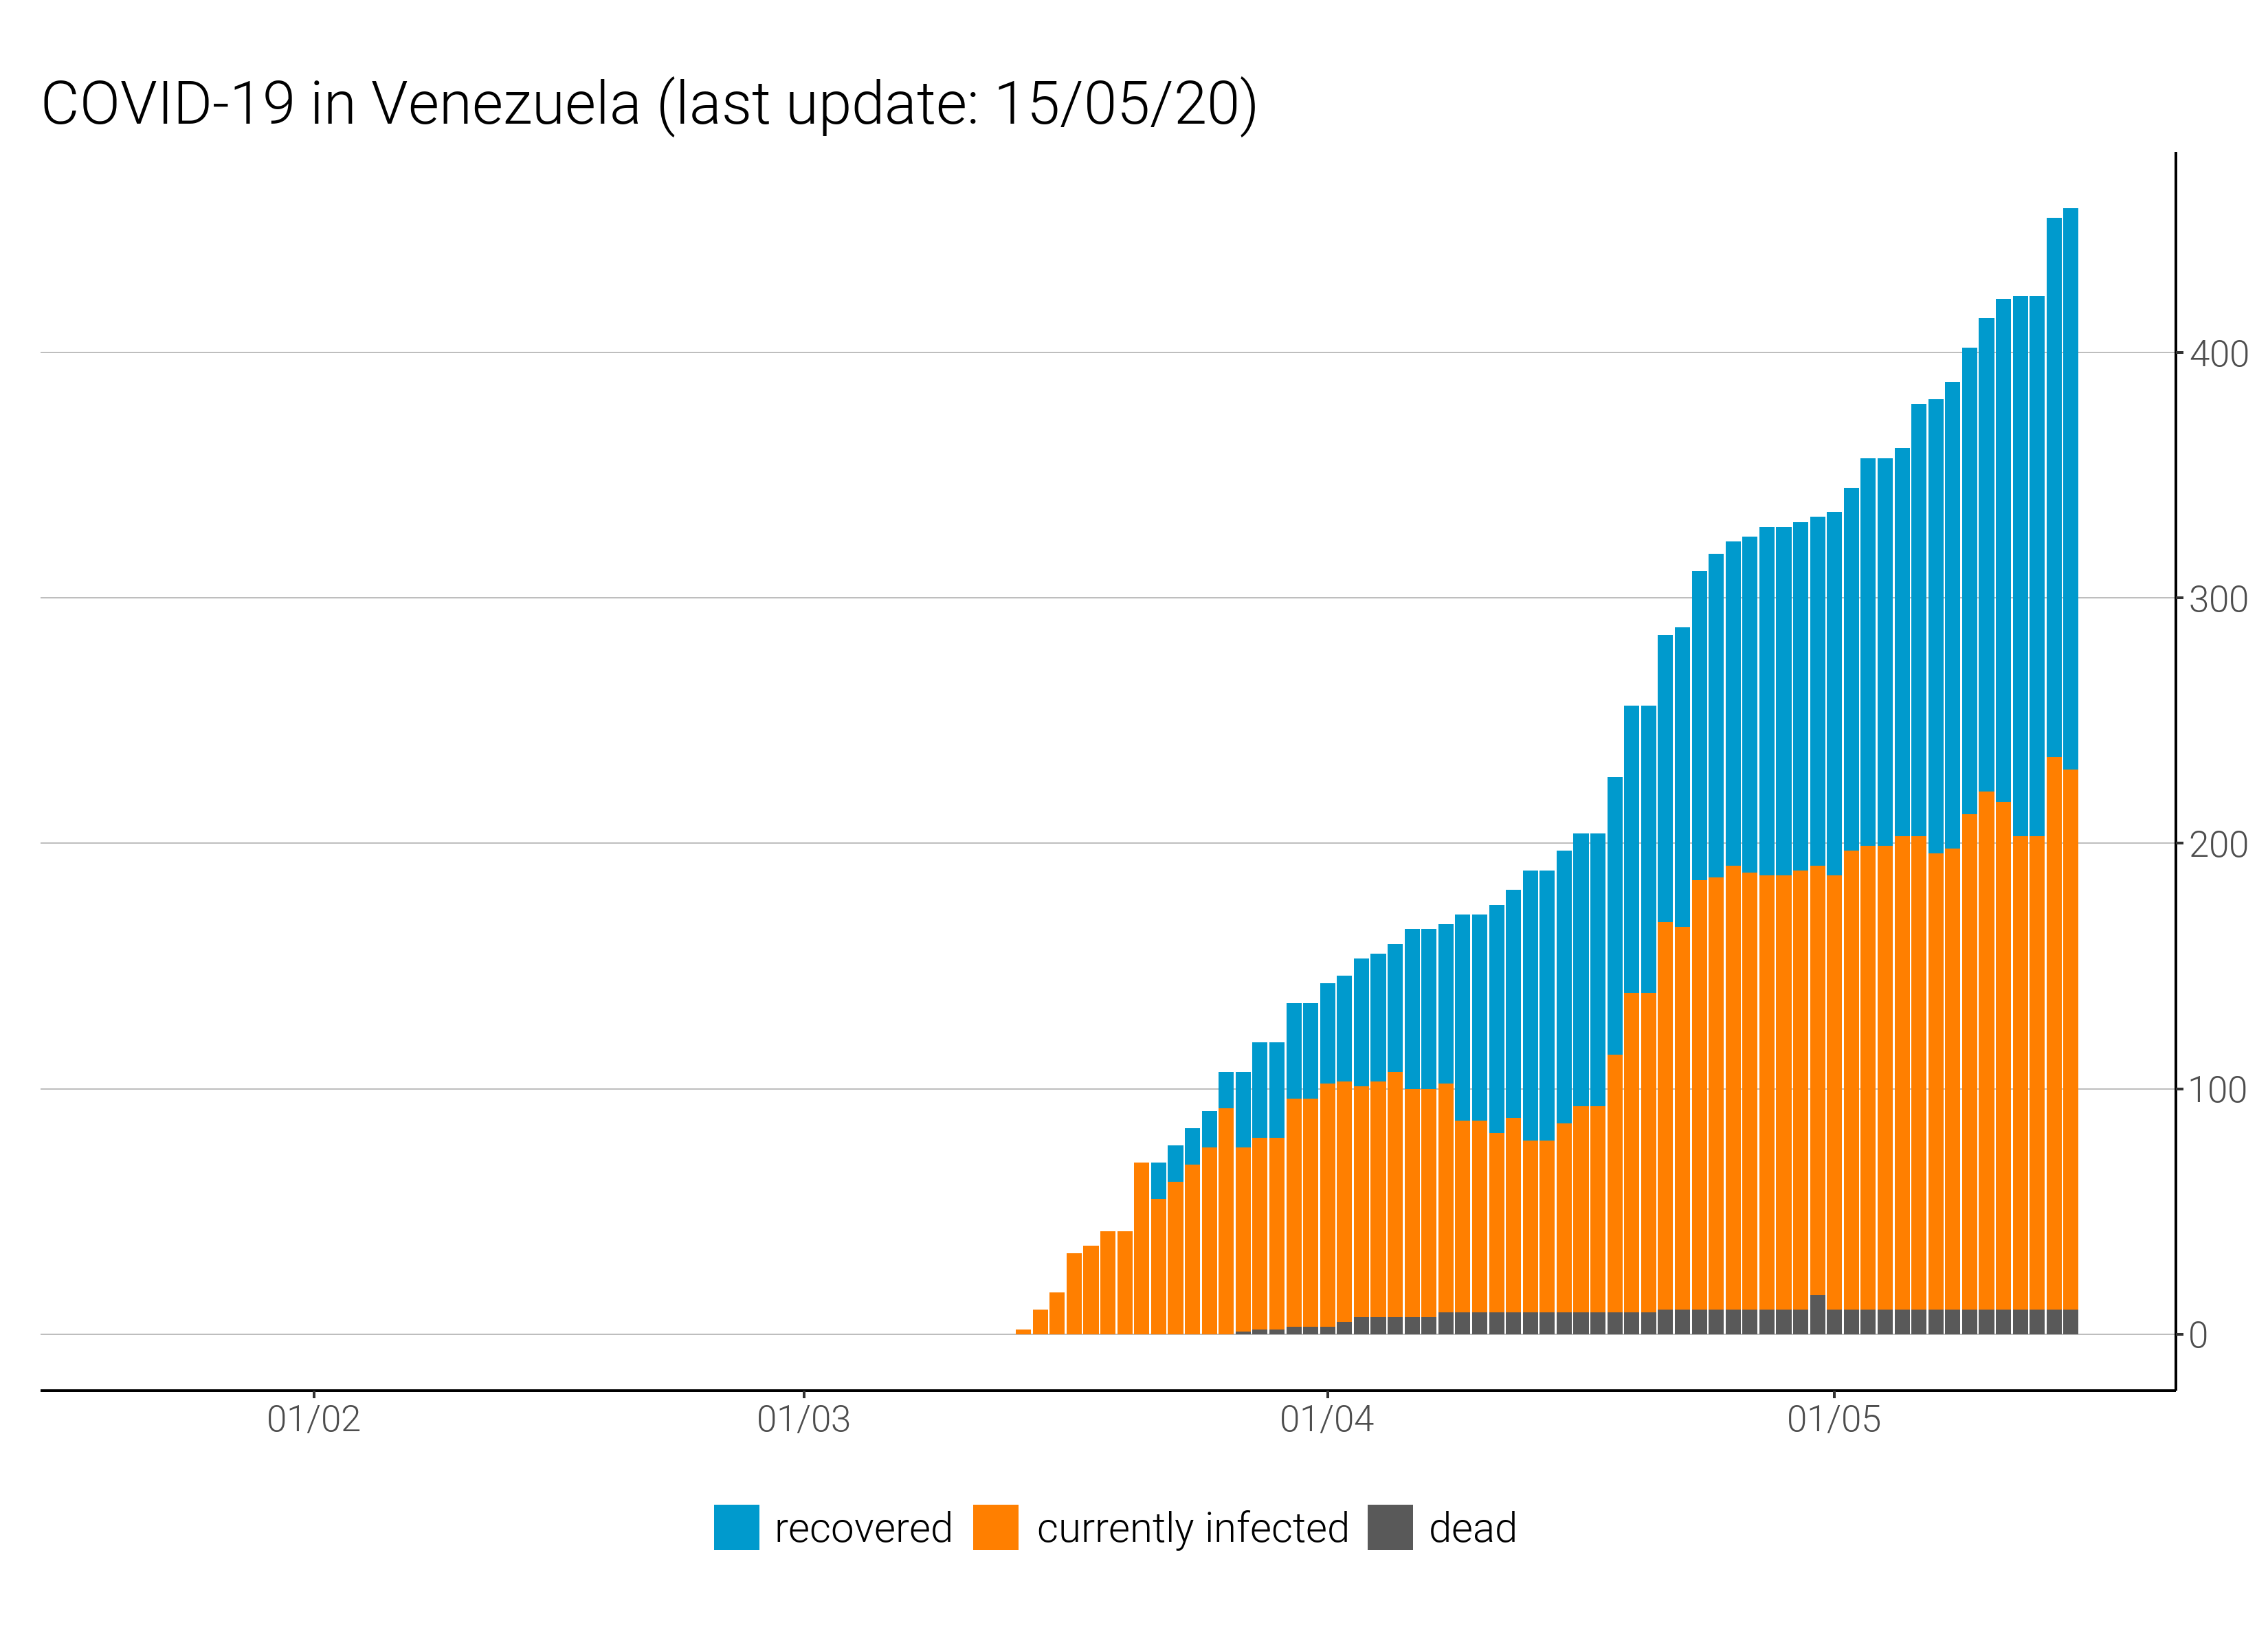 COVID-19 in Venezuela (last update: 15/05/20)
400
300
200
100
0
01/02 01/03 01/04 01/05
recovered currently infected dead